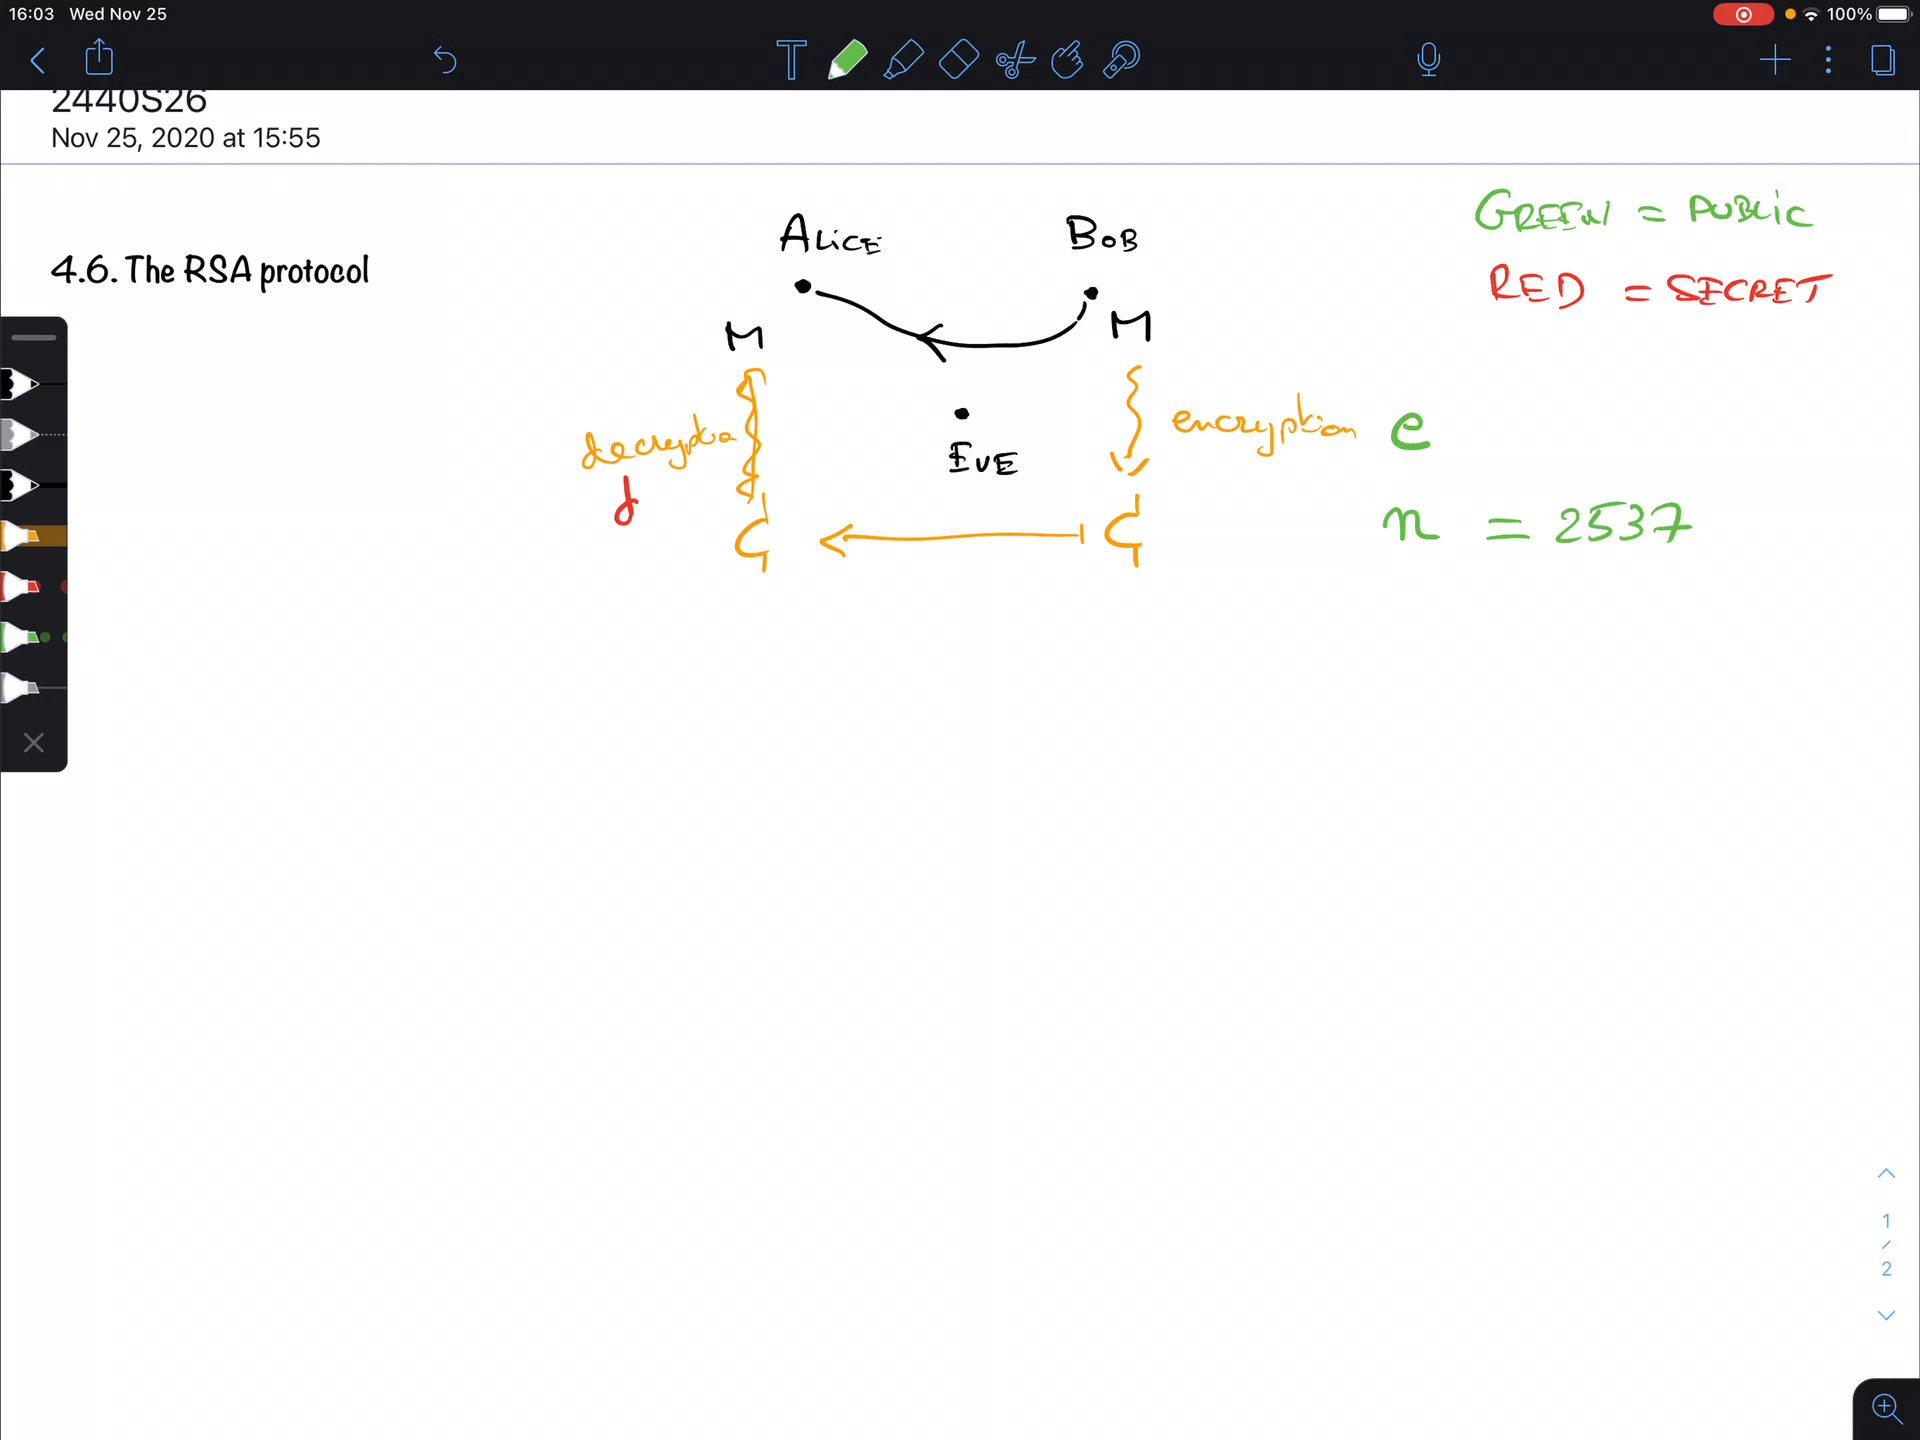 16:03 Wed Nov 25
100%
2440S26
Nov 25, 2020 at 15:55
4.6. The RSA protocol
ALICE
BOB
GREEN = PUBLIC
RED = SECRET
M
M
EVE
decryption
d
encryption e
C
C
n = 2537
1
/
2